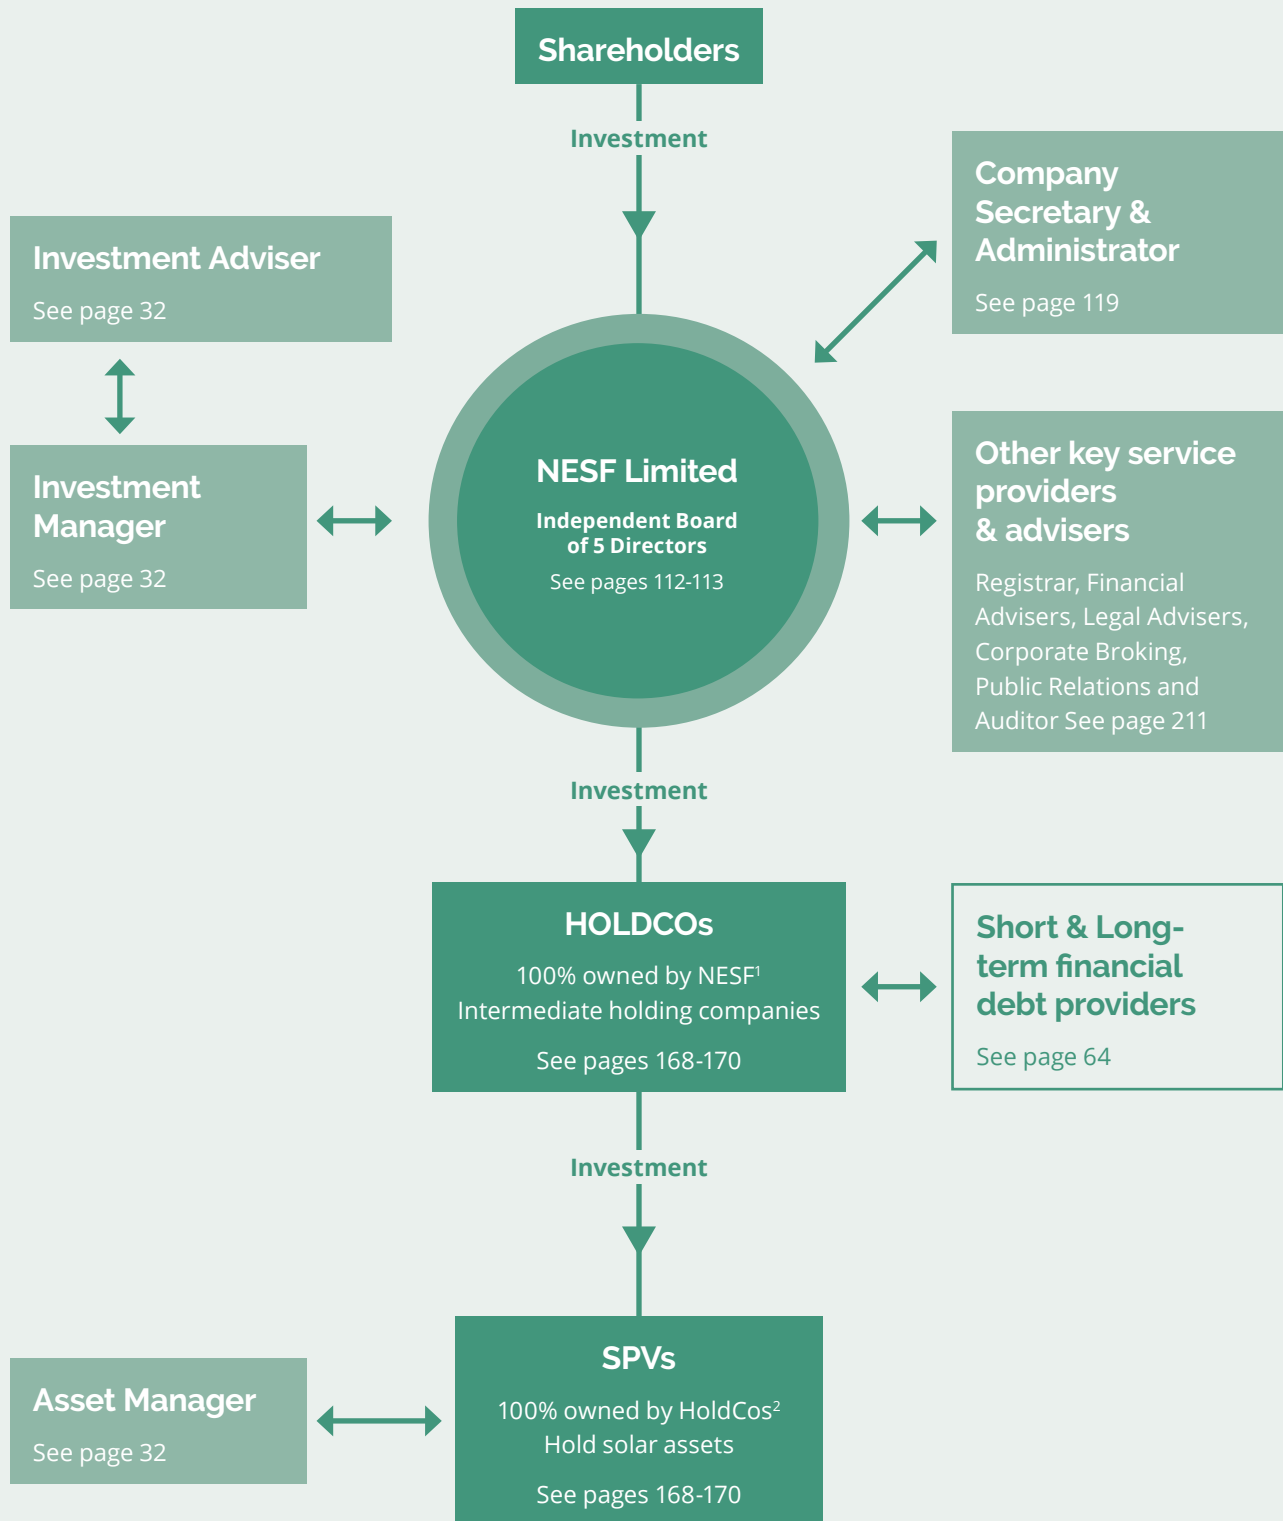 Shareholders
Investment
Company
Secretary &
Administrator
See page 119
Investment Adviser
See page 32
Investment
Manager
See page 32
NESF Limited
Independent Board
of 5 Directors
See pages 112-113
Other key service
providers
& advisers
Registrar, Financial
Advisers, Legal Advisers,
Corporate Broking,
Public Relations and
Auditor See page 211
Investment
HOLDCOs
100% owned by NESF¹
Intermediate holding companies
See pages 168-170
Short & Long-
term financial
debt providers
See page 64
Investment
SPVs
100% owned by HoldCos²
Hold solar assets
See pages 168-170
Asset Manager
See page 32